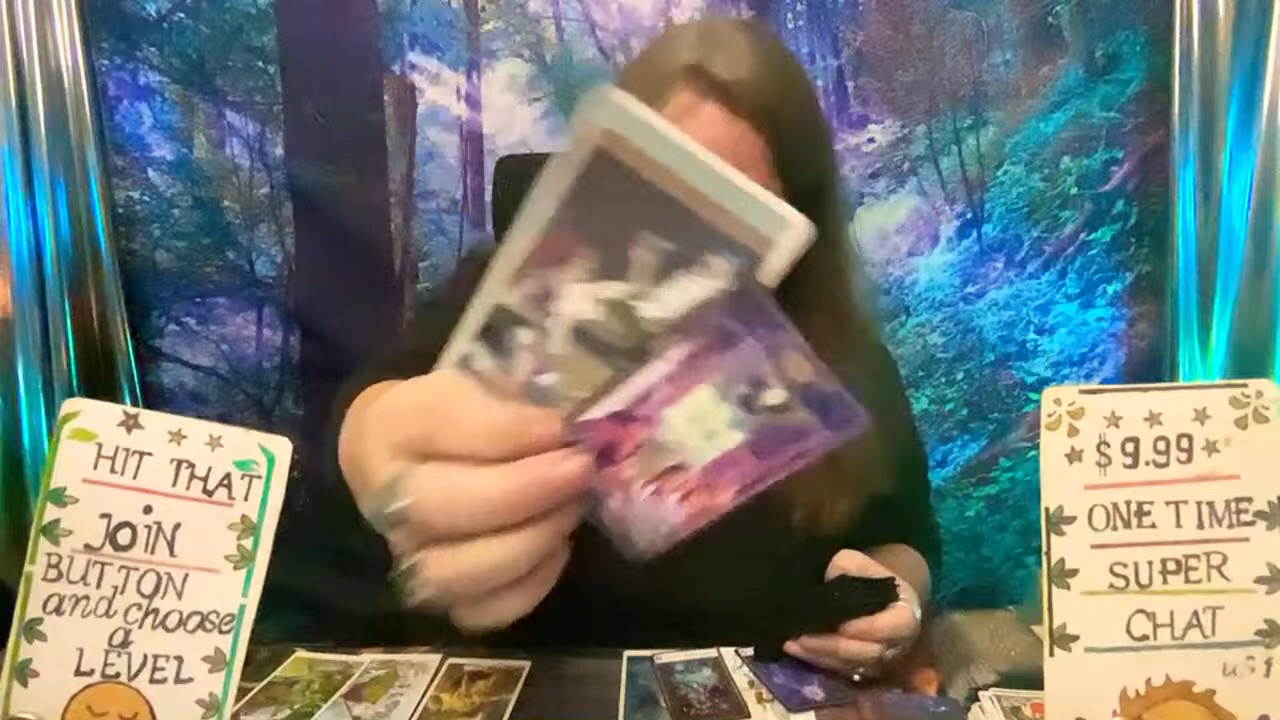 HIT THAT
JOIN
BUTTON
and choose
a
LEVEL
$9.99
ONE TIME
SUPER
CHAT